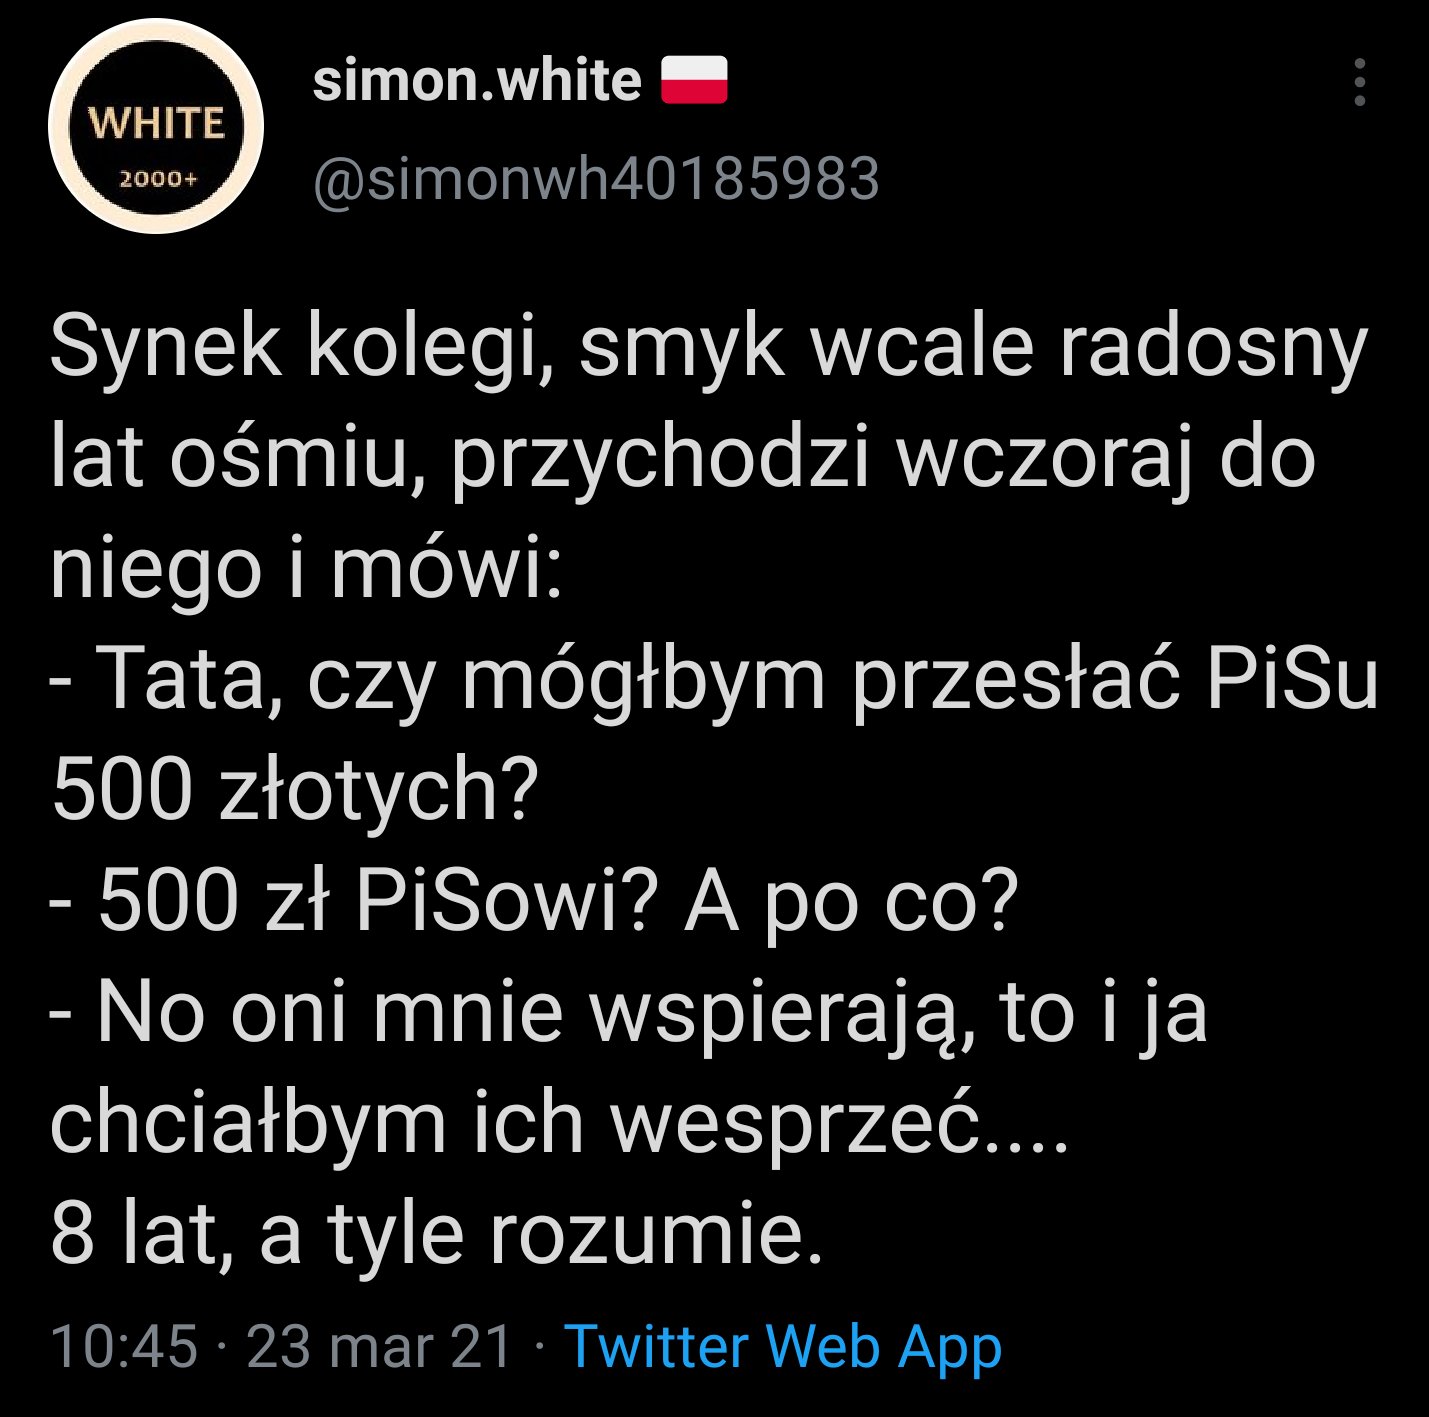 WHITE
2000+
simon.white
@simonwh40185983
Synek kolegi, smyk wcale radosny
lat ośmiu, przychodzi wczoraj do
niego i mówi:
- Tata, czy mógłbym przesłać PiSu
500 złotych?
- 500 zł PiSowi? A po co?
- No oni mnie wspierają, to i ja
chciałbym ich wesprzeć....
8 lat, a tyle rozumie.
10:45 · 23 mar 21 · Twitter Web App